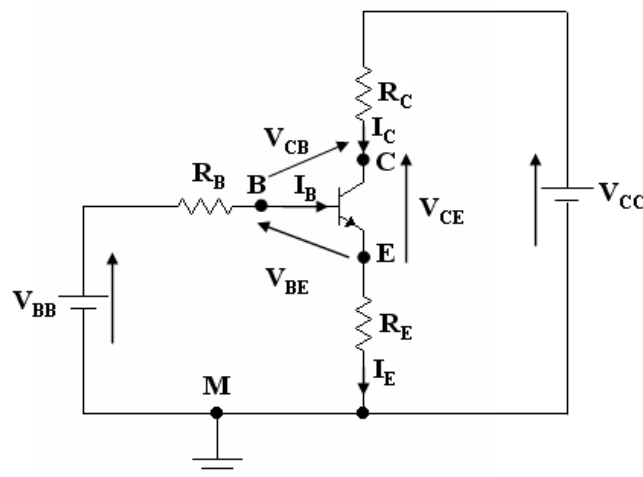 R_C
V_CB
I_C
C
R_B
B
I_B
V_CE
V_CC
E
V_BE
V_BB
R_E
I_E
M